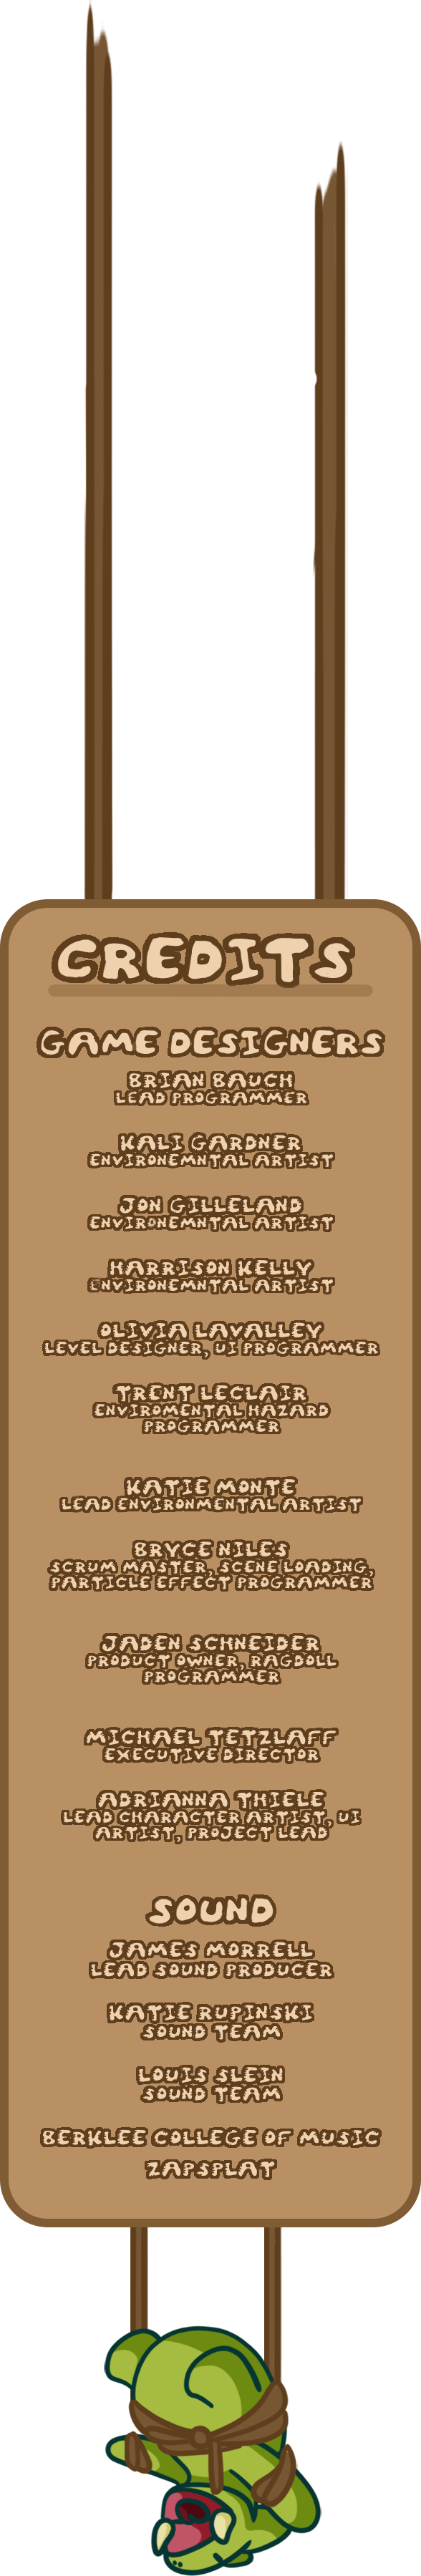 CREDITS
GAME DESIGNERS
BRIAN BAUCH
LEAD PROGRAMMER
KALI GARDNER
ENVIRONEMNTAL ARTIST
JON GILLELAND
ENVIRONEMNTAL ARTIST
HARRISON KELLY
ENVIRONEMNTAL ARTIST
OLIVIA LAVALLEY
LEVEL DESIGNER, UI PROGRAMMER
TRENT LECLAIR
ENVIROMENTAL HAZARD
PROGRAMMER
KATIE MONTE
LEAD ENVIRONMENTAL ARTIST
BRYCE NILES
SCRUM MASTER, SCENE LOADING,
PARTICLE EFFECT PROGRAMMER
JADEN SCHNEIDER
PRODUCT OWNER, RAGDOLL
PROGRAMMER
MICHAEL TETZLAFF
EXECUTIVE DIRECTOR
ADRIANNA THIELE
LEAD CHARACTER ARTIST, UI
ARTIST, PROJECT LEAD
SOUND
JAMES MORRELL
LEAD SOUND PRODUCER
KATIE RUPINSKI
SOUND TEAM
LOUIS SLEIN
SOUND TEAM
BERKLEE COLLEGE OF MUSIC
ZAPSPLAT